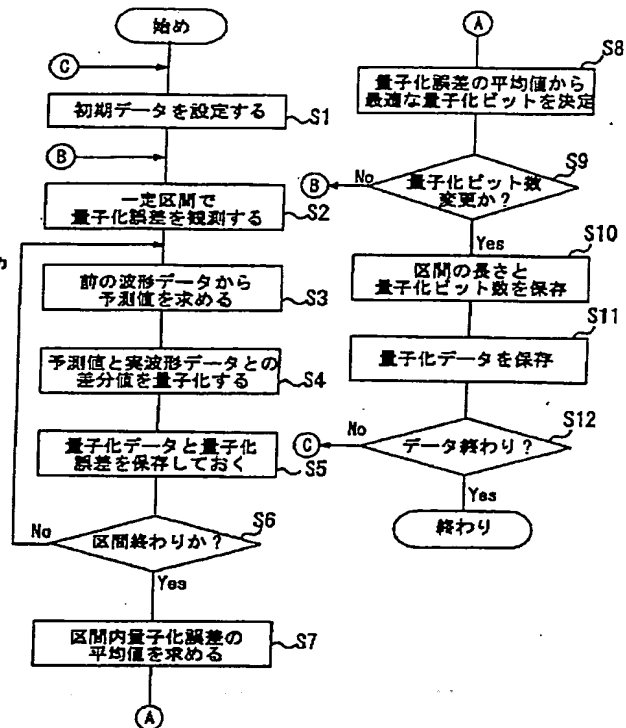 始め
C
初期データを設定する
S1
B
一定区間で
量子化誤差を観測する
S2
前の波形データから
予測値を求める
S3
予測値と実波形データとの
差分値を量子化する
S4
量子化データと量子化
誤差を保存しておく
S5
S6
No
区間終わりか?
Yes
区間内量子化誤差の
平均値を求める
S7
A
A
S8
量子化誤差の平均値から
最適な量子化ビットを決定
S9
No
B
量子化ビット数
変更か?
Yes
S10
区間の長さと
量子化ビット数を保存
S11
量子化データを保存
S12
No
C
データ終わり?
Yes
終わり